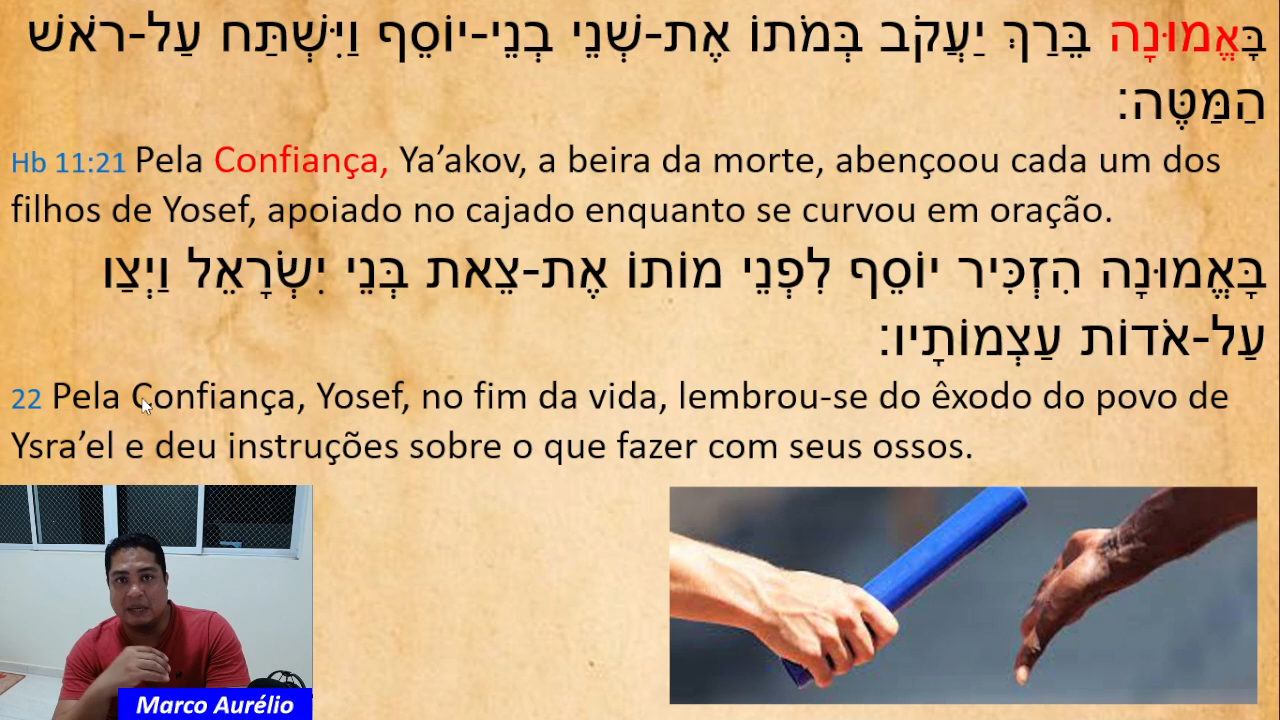 בָּאֱמוּנָה בֵּרַךְ יַעֲקֹב בְּמֹתוֹ אֶת-שְׁנֵי בְנֵי-יוֹסֵף וַיִּשְׁתַּח עַל-רֹאשׁ
הַמַּטֶּה:
Hb 11:21 Pela Confiança, Ya’akov, a beira da morte, abençoou cada um dos
filhos de Yosef, apoiado no cajado enquanto se curvou em oração.
בָּאֱמוּנָה הִזְכִּיר יוֹסֵף לִפְנֵי מוֹתוֹ אֶת-צֵאת בְּנֵי יִשְׂרָאֵל וַיְצַו
עַל-אֹדוֹת עַצְמוֹתָיו:
22 Pela Confiança, Yosef, no fim da vida, lembrou-se do êxodo do povo de
Ysra’el e deu instruções sobre o que fazer com seus ossos.
Marco Aurélio